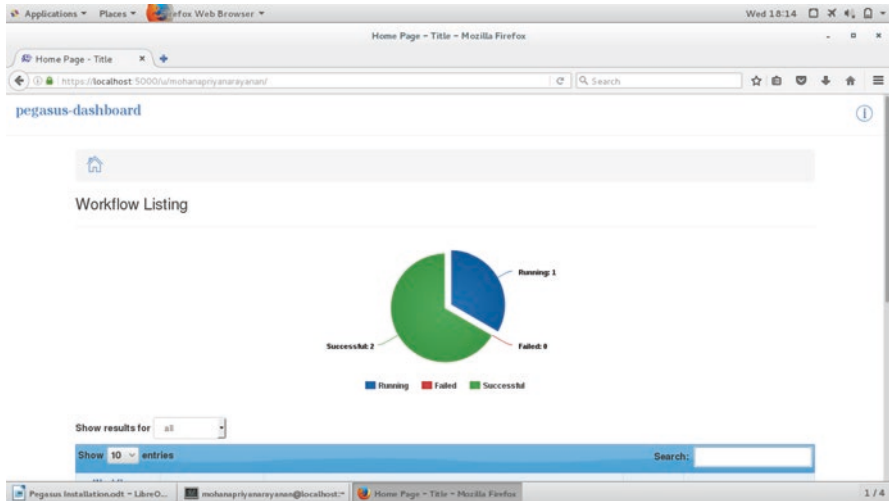 Applications Places Firefox Web Browser Wed 18:14
Home Page - Title - Mozilla Firefox
Home Page - Title
https://localhost:5000/u/mohanapriyanarayanan/ Search
pegasus-dashboard
Workflow Listing
Running: 1
Successful: 2
Failed: 0
Running Failed Successful
Show results for all
Show 10 entries Search:
Pegasus Installation.odt - LibreO... mohanapriyanarayanan@localhost:~ Home Page - Title - Mozilla Firefox 1 / 4